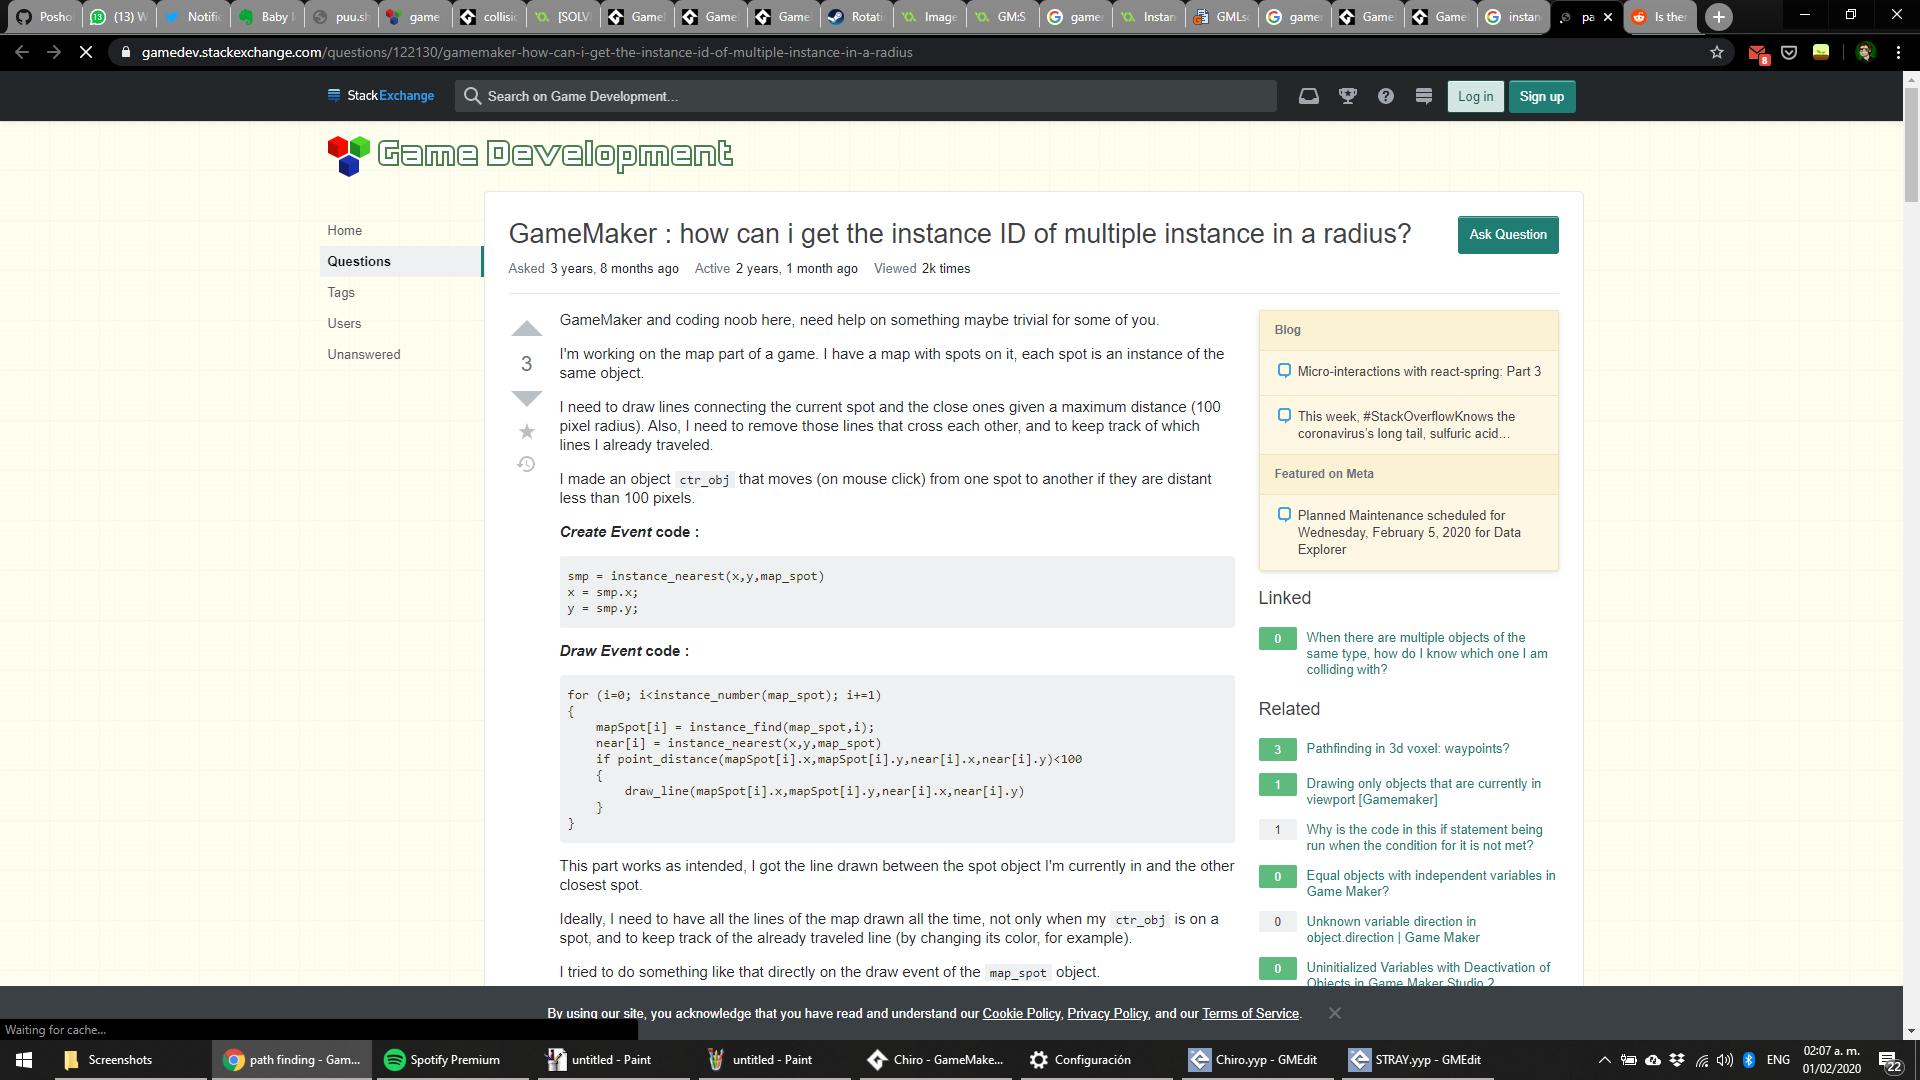 Posho
(13) W
Notific
Baby l
puu.sh
game
collisio
[SOLV
Gamel
Gamel
Gamel
Rotati
Image
GM:S
gamer
Instan
GMLsc
gamer
Gamel
Gamel
instan
pa
Is ther
gamedev.stackexchange.com/questions/122130/gamemaker-how-can-i-get-the-instance-id-of-multiple-instance-in-a-radius
8
StackExchange
Search on Game Development...
Log in
Sign up
Game Development
Home
Questions
Tags
Users
Unanswered
GameMaker : how can i get the instance ID of multiple instance in a radius?
Ask Question
Asked 3 years, 8 months ago Active 2 years, 1 month ago Viewed 2k times
3
GameMaker and coding noob here, need help on something maybe trivial for some of you.
I'm working on the map part of a game. I have a map with spots on it, each spot is an instance of the
same object.
I need to draw lines connecting the current spot and the close ones given a maximum distance (100
pixel radius). Also, I need to remove those lines that cross each other, and to keep track of which
lines I already traveled.
I made an object ctr_obj that moves (on mouse click) from one spot to another if they are distant
less than 100 pixels.
Create Event code :
smp = instance_nearest(x,y,map_spot)
x = smp.x;
y = smp.y;
Draw Event code :
for (i=0; i<instance_number(map_spot); i+=1)
{
mapSpot[i] = instance_find(map_spot,i);
near[i] = instance_nearest(x,y,map_spot)
if point_distance(mapSpot[i].x,mapSpot[i].y,near[i].x,near[i].y)<100
{
draw_line(mapSpot[i].x,mapSpot[i].y,near[i].x,near[i].y)
}
}
This part works as intended, I got the line drawn between the spot object I'm currently in and the other
closest spot.
Ideally, I need to have all the lines of the map drawn all the time, not only when my ctr_obj is on a
spot, and to keep track of the already traveled line (by changing its color, for example).
I tried to do something like that directly on the draw event of the map_spot object.
Blog
Micro-interactions with react-spring: Part 3
This week, #StackOverflowKnows the
coronavirus's long tail, sulfuric acid…
Featured on Meta
Planned Maintenance scheduled for
Wednesday, February 5, 2020 for Data
Explorer
Linked
0
When there are multiple objects of the
same type, how do I know which one I am
colliding with?
Related
3
Pathfinding in 3d voxel: waypoints?
1
Drawing only objects that are currently in
viewport [Gamemaker]
1
Why is the code in this if statement being
run when the condition for it is not met?
0
Equal objects with independent variables in
Game Maker?
0
Unknown variable direction in
object.direction | Game Maker
0
Uninitialized Variables with Deactivation of
Objects in Game Maker Studio 2
By using our site, you acknowledge that you have read and understand our Cookie Policy, Privacy Policy, and our Terms of Service.
Waiting for cache...
Screenshots
path finding - Gam...
Spotify Premium
untitled - Paint
untitled - Paint
Chiro - GameMake...
Configuración
Chiro.yyp - GMEdit
STRAY.yyp - GMEdit
ENG
02:07 a. m.
01/02/2020
22